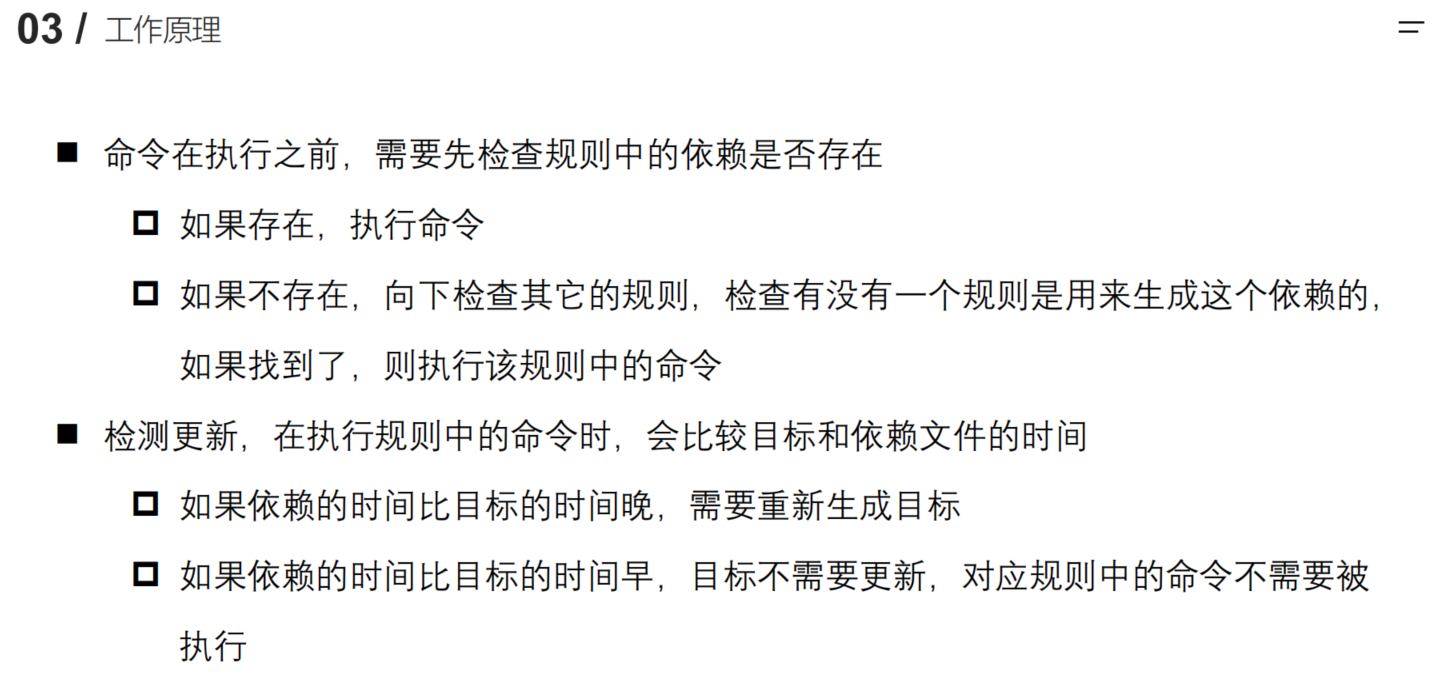 03 / 工作原理
命令在执行之前，需要先检查规则中的依赖是否存在
如果存在，执行命令
如果不存在，向下检查其它的规则，检查有没有一个规则是用来生成这个依赖的，
如果找到了，则执行该规则中的命令
检测更新，在执行规则中的命令时，会比较目标和依赖文件的时间
如果依赖的时间比目标的时间晚，需要重新生成目标
如果依赖的时间比目标的时间早，目标不需要更新，对应规则中的命令不需要被
执行